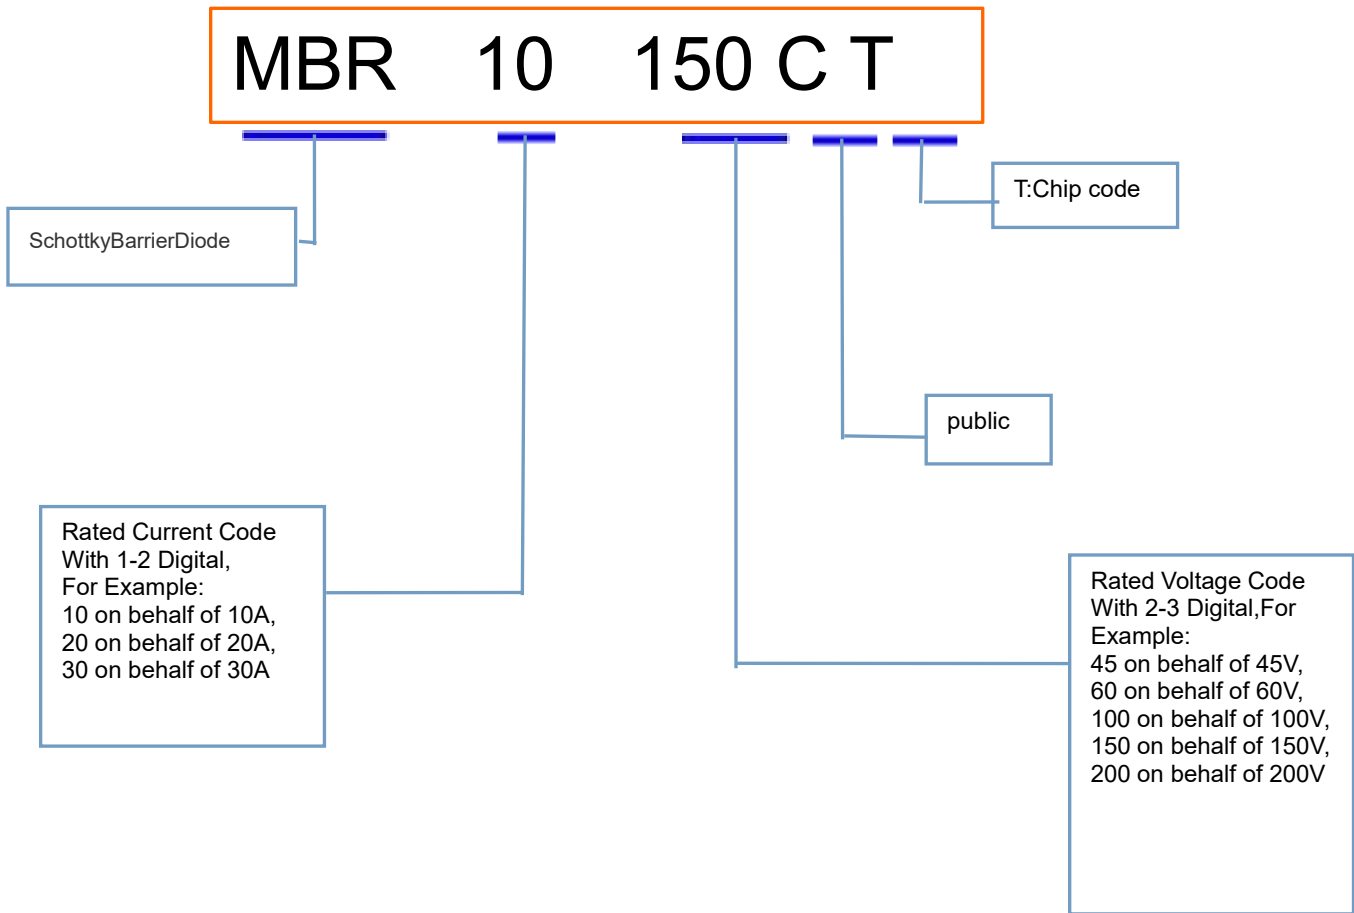 MBR 10 150 C T
T:Chip code
SchottkyBarrierDiode
public
Rated Current Code
With 1-2 Digital,
For Example:
10 on behalf of 10A,
20 on behalf of 20A,
30 on behalf of 30A
Rated Voltage Code
With 2-3 Digital,For
Example:
45 on behalf of 45V,
60 on behalf of 60V,
100 on behalf of 100V,
150 on behalf of 150V,
200 on behalf of 200V